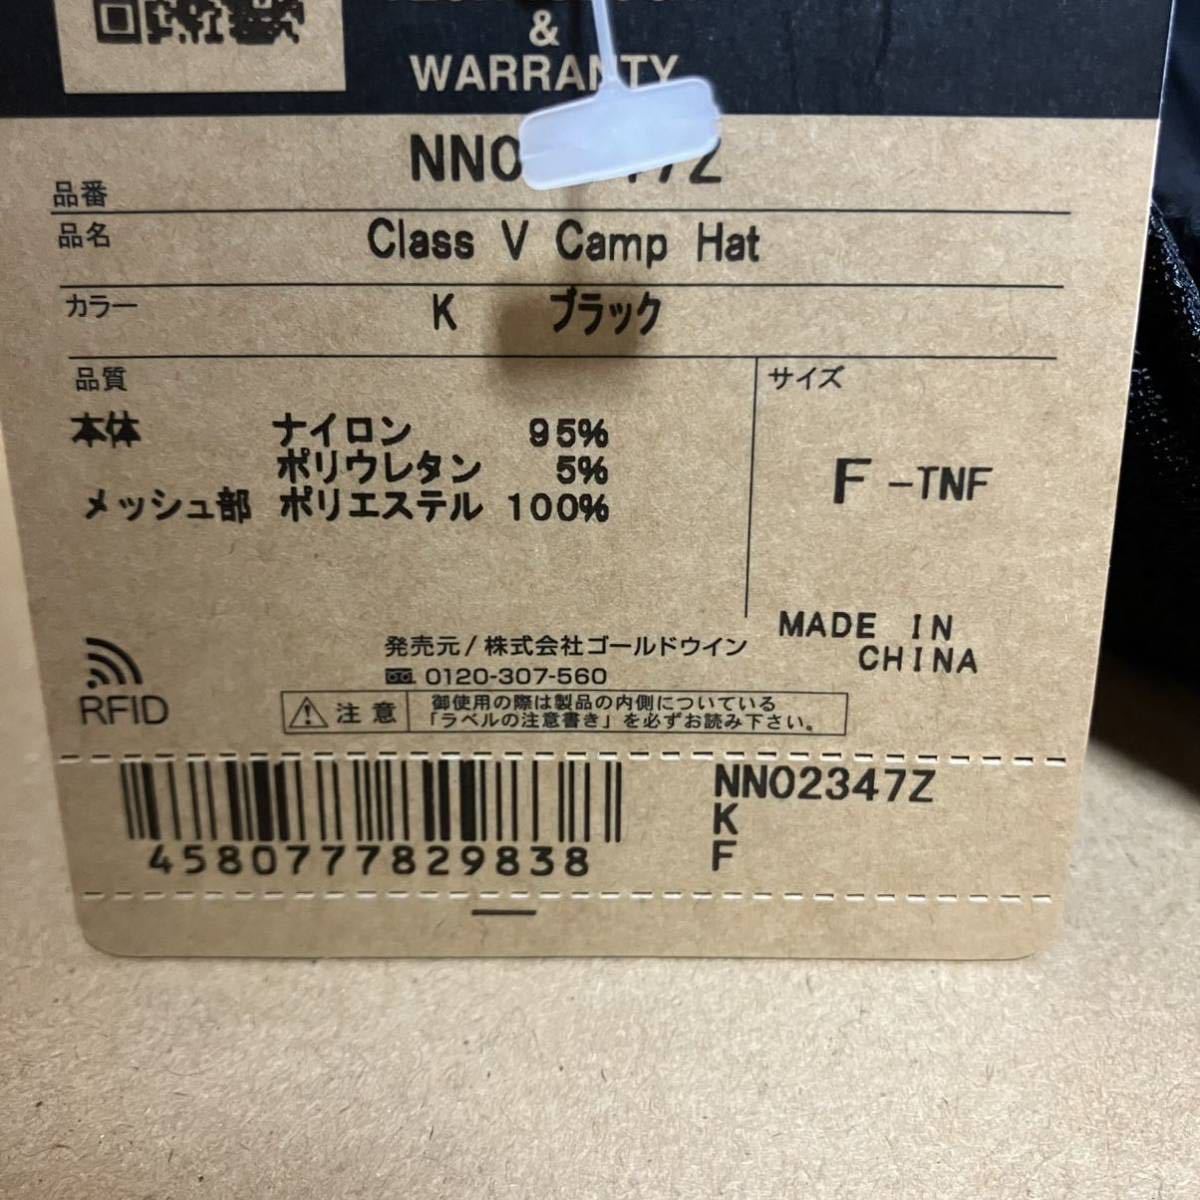 &
WARRANTY
品番
品名 Class V Camp Hat
カラー K ブラック
品質
サイズ
本体 ナイロン 95%
ポリウレタン 5%
メッシュ部 ポリエステル 100%
F -TNF
MADE IN
CHINA
発売元/株式会社ゴールドウイン
0120-307-560
RFID
注意
御使用の際は製品の内側についている
「ラベルの注意書き」を必ずお読み下さい。
4580777829838
NN02347Z
K
F